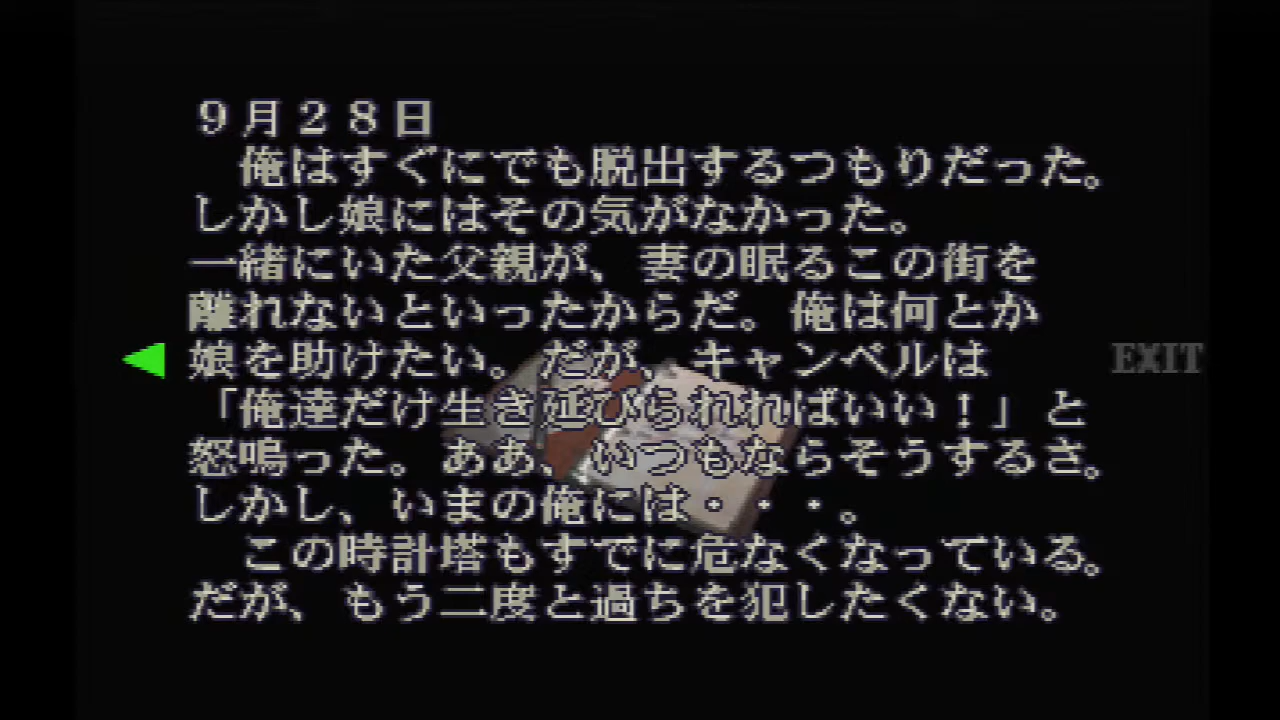 ９月２８日
　俺はすぐにでも脱出するつもりだった。
しかし娘にはその気がなかった。
一緒にいた父親が、妻の眠るこの街を
離れないといったからだ。俺は何とか
娘を助けたい。だが、キャンベルは
「俺達だけ生き延びられればいい！」と
怒鳴った。ああ、いつもならそうするさ。
しかし、いまの俺には・・・。
　この時計塔もすでに危なくなっている。
だが、もう二度と過ちを犯したくない。
EXIT